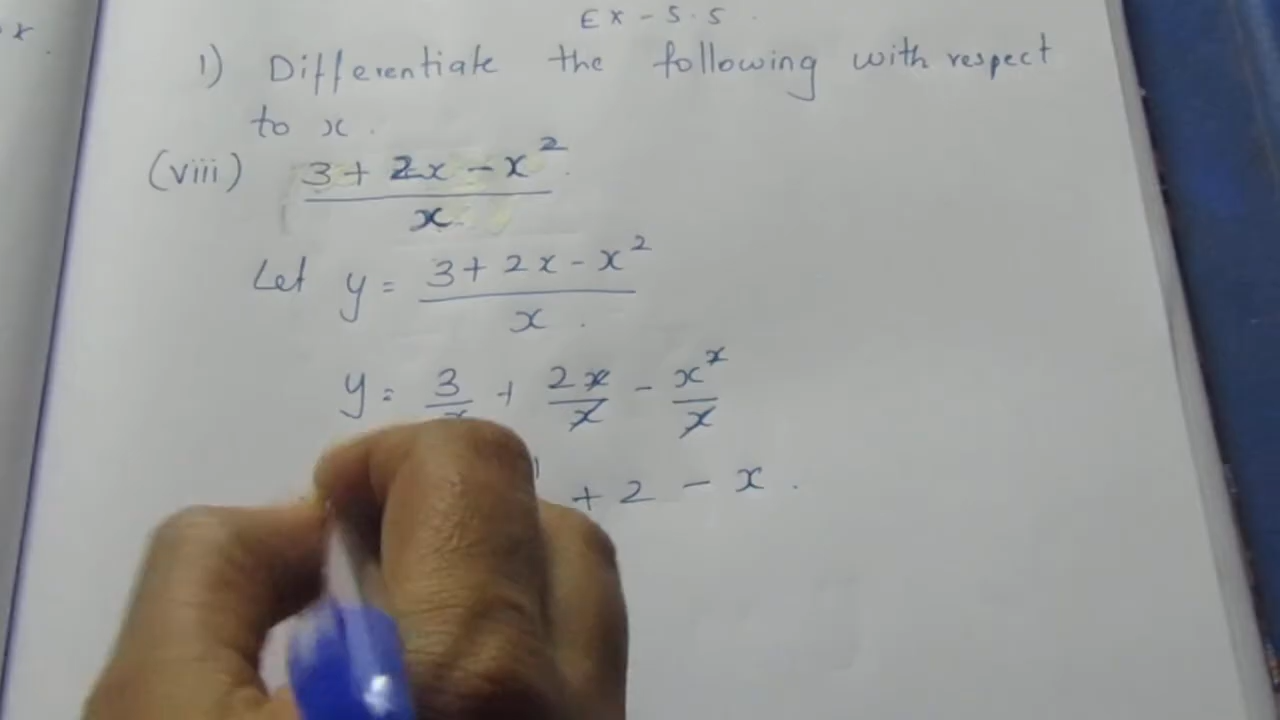 x.
Ex - 5.5.
1) Differentiate the following with respect
to x.
(viii) 3 + 2x - x²
x
Let y = 3 + 2x - x²
x.
y = 3/x + 2x/x - x²/x
+ 2 - x.